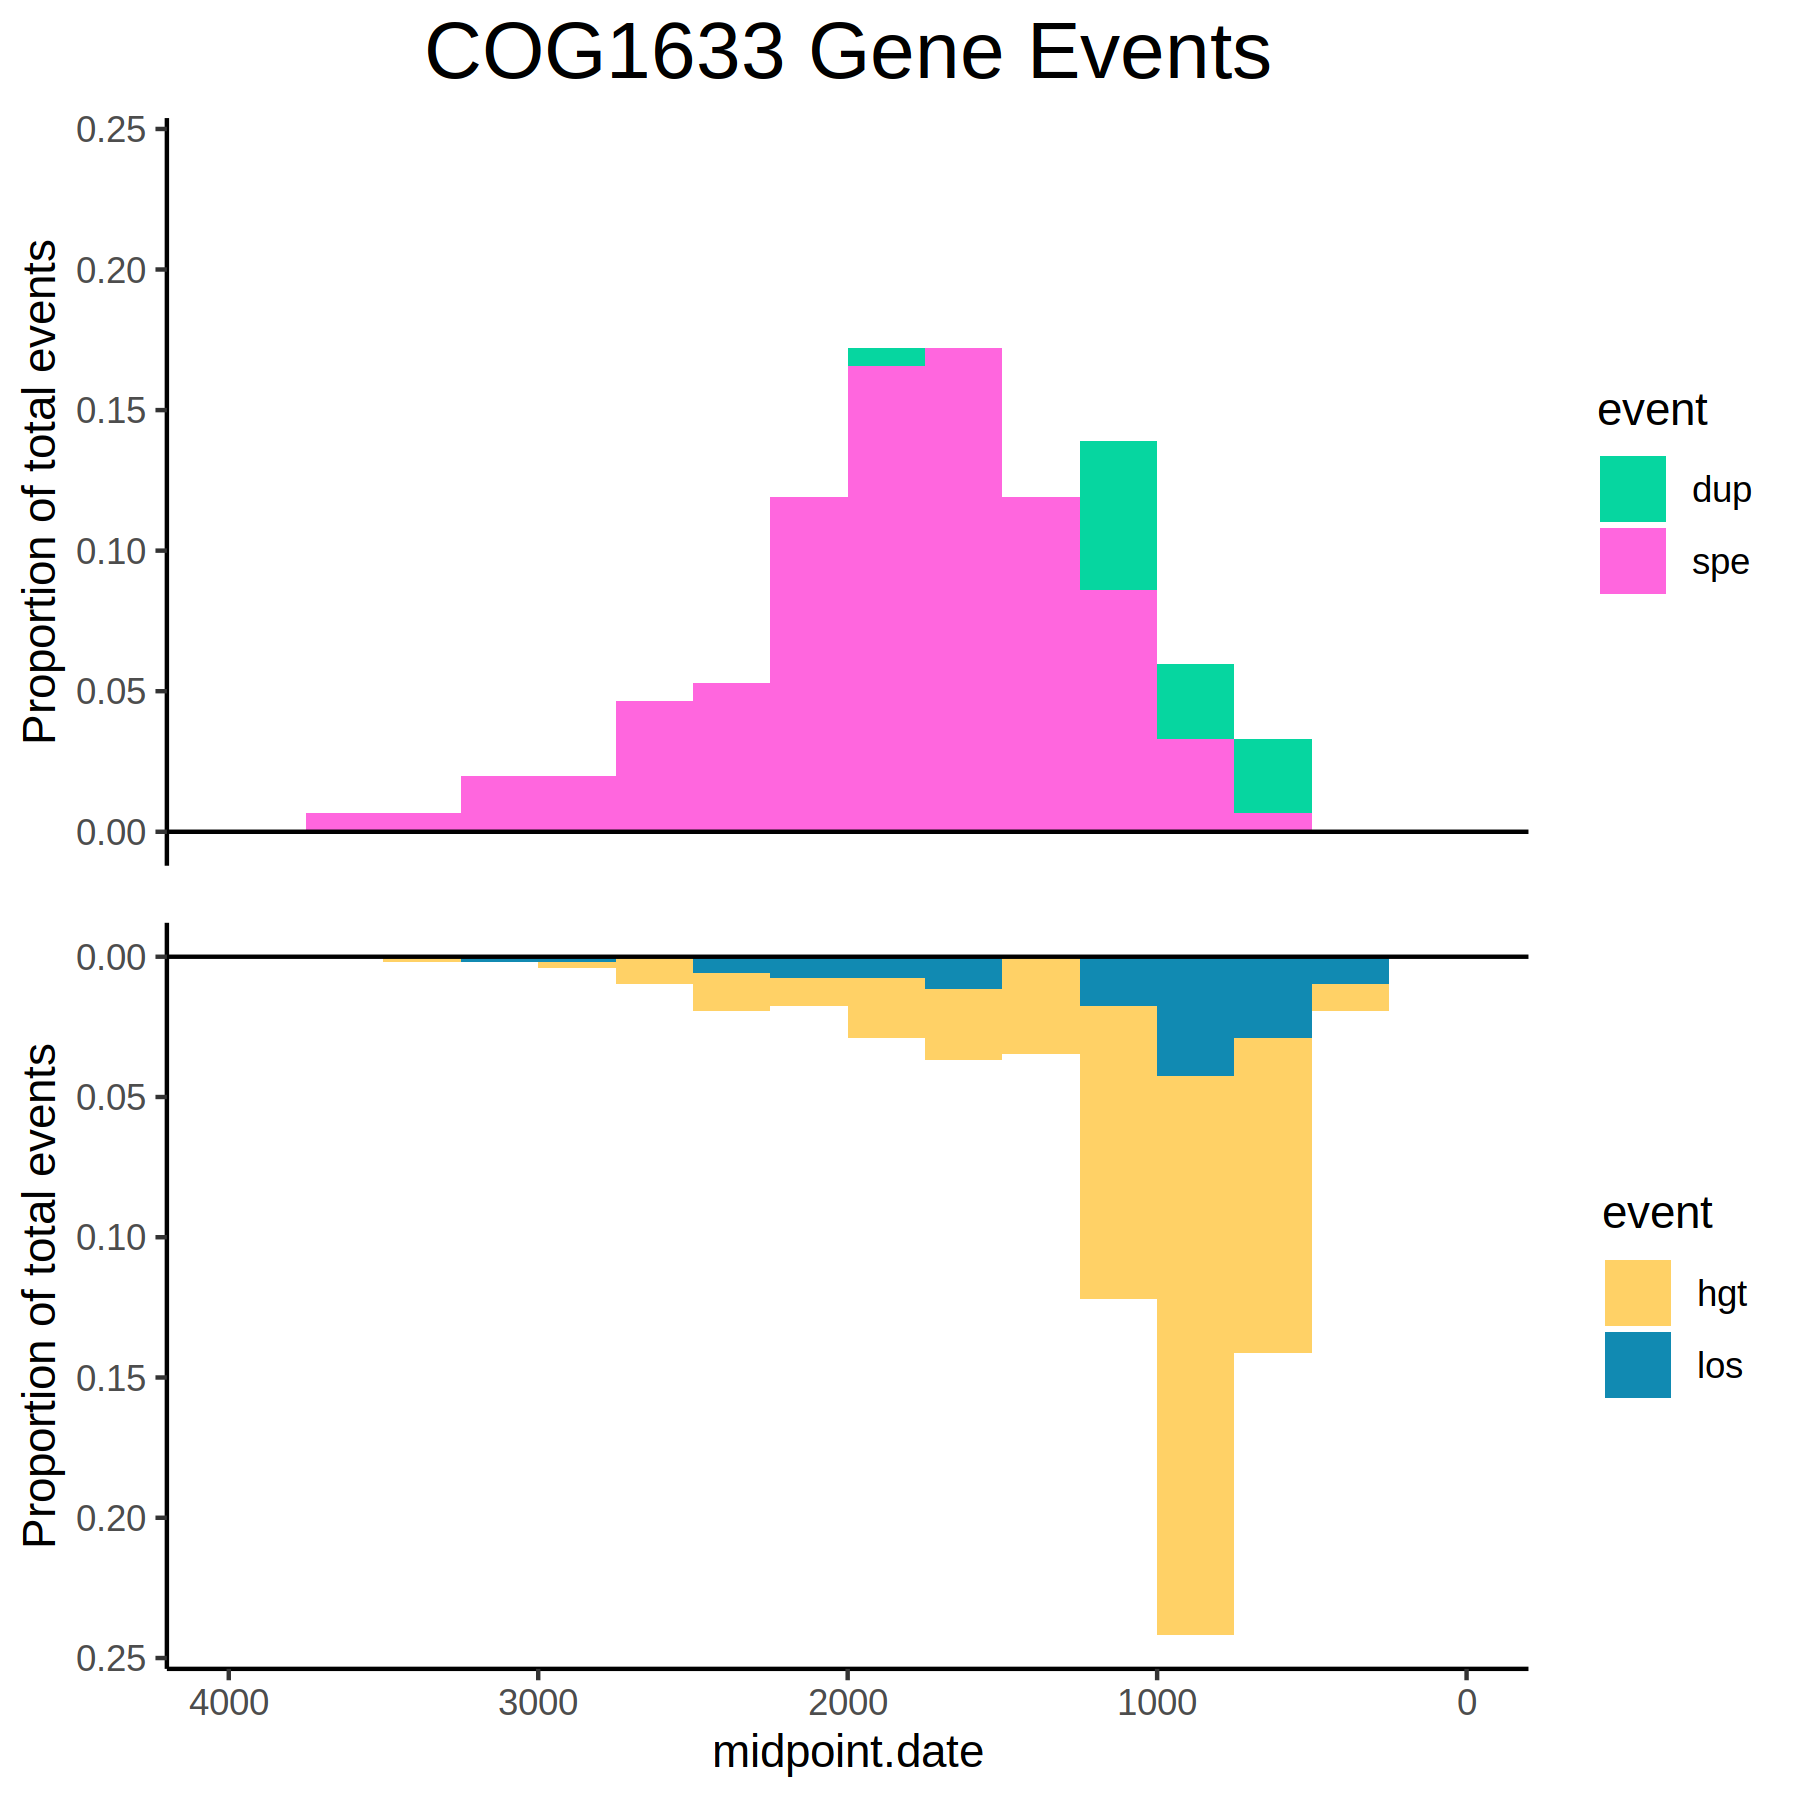 COG1633 Gene Events
Proportion of total events
0.25
0.20
0.15
0.10
0.05
0.00
event
dup
spe
Proportion of total events
0.00
0.05
0.10
0.15
0.20
0.25
event
hgt
los
4000 3000 2000 1000 0
midpoint.date